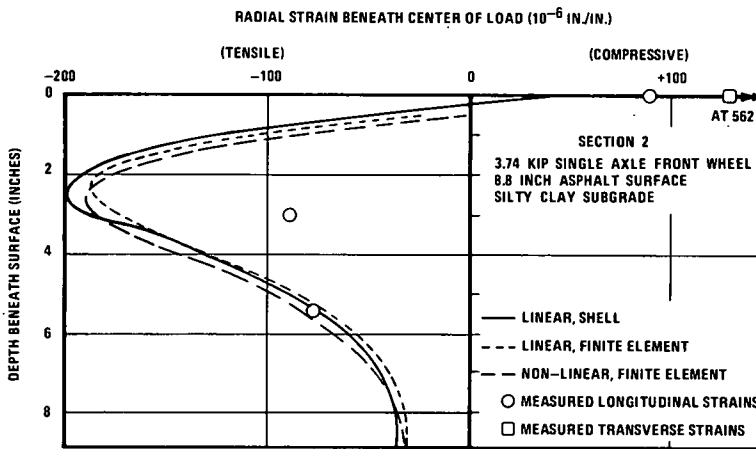 RADIAL STRAIN BENEATH CENTER OF LOAD (10⁻⁶ IN./IN.)
(TENSILE) (COMPRESSIVE)
−200 −100 0 +100
0
AT 562
SECTION 2
3.74 KIP SINGLE AXLE FRONT WHEEL
8.8 INCH ASPHALT SURFACE
SILTY CLAY SUBGRADE
2
4
6
8
DEPTH BENEATH SURFACE (INCHES)
LINEAR, SHELL
LINEAR, FINITE ELEMENT
NON–LINEAR, FINITE ELEMENT
MEASURED LONGITUDINAL STRAINS
MEASURED TRANSVERSE STRAINS